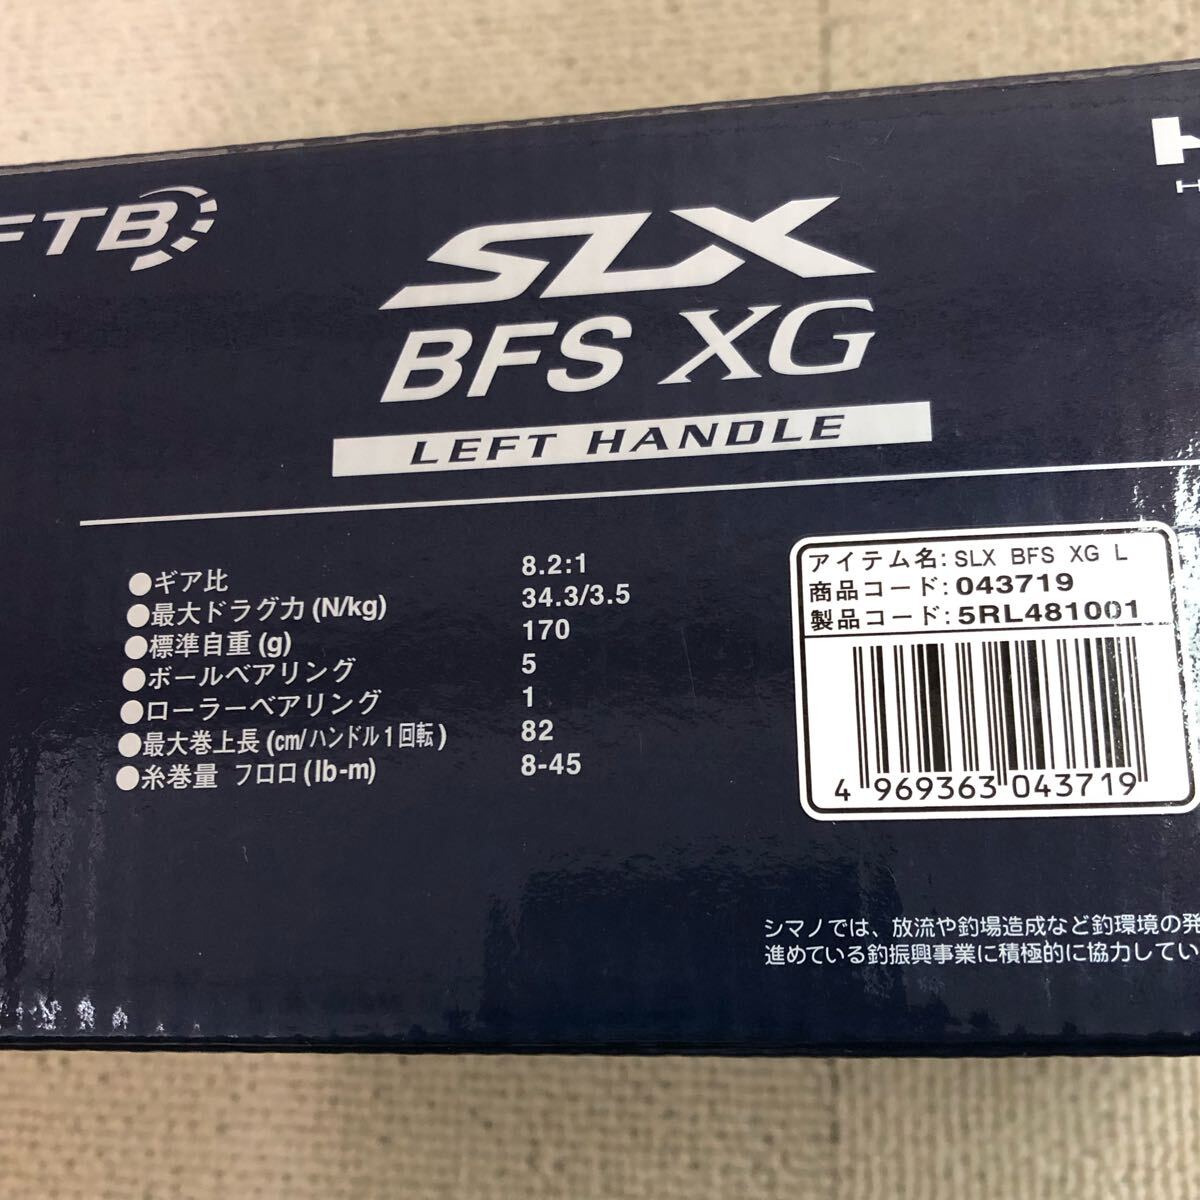 FTB
SLX
BFS XG
LEFT HANDLE
●ギア比 8.2:1
●最大ドラグ力(N/kg) 34.3/3.5
●標準自重(g) 170
●ボールベアリング 5
●ローラーベアリング 1
●最大巻上長(cm/ハンドル1回転) 82
●糸巻量 フロロ(lb-m) 8-45
アイテム名: SLX BFS XG L
商品コード: 043719
製品コード: 5RL481001
4 969363 043719
シマノでは、放流や釣場造成など釣環境の発
進めている釣振興事業に積極的に協力してい